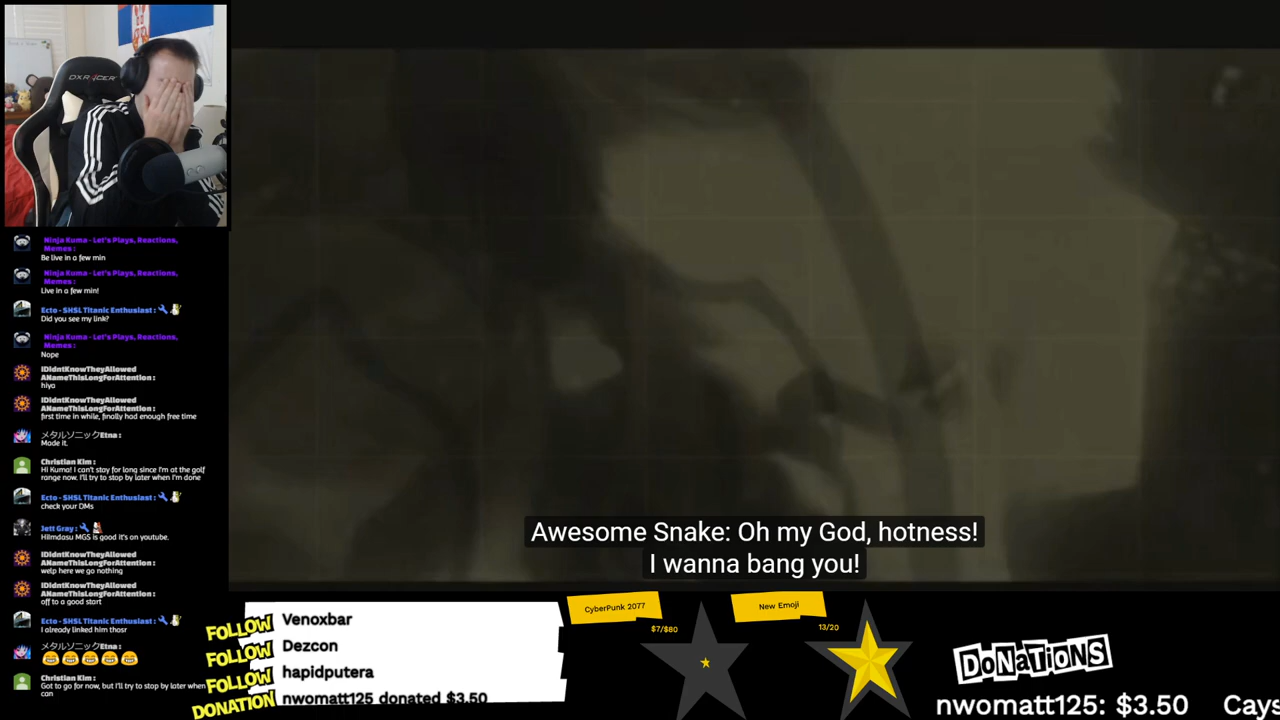 DXRACER
Ninja Kuma - Let's Plays, Reactions,
Memes :
Be live in a few min
Ninja Kuma - Let's Plays, Reactions,
Memes :
Live in a few min!
Ecto - SHSL Titanic Enthusiast :
Did you see my link?
Ninja Kuma - Let's Plays, Reactions,
Memes :
Nope
IDidntKnowTheyAllowed
ANameThisLongForAttention :
hiya
IDidntKnowTheyAllowed
ANameThisLongForAttention :
first time in while, finally had enough free time
メタルソニックEtna :
Made it.
Christian Kim :
Hi Kuma! I can't stay for long since I'm at the golf
range now. I'll try to stop by later when I'm done
Ecto - SHSL Titanic Enthusiast :
check your DMs
Jett Gray :
Hiimdasu MGS is good it's on youtube.
IDidntKnowTheyAllowed
ANameThisLongForAttention :
welp here we go nothing
IDidntKnowTheyAllowed
ANameThisLongForAttention :
off to a good start
Ecto - SHSL Titanic Enthusiast :
I already linked him thasr
メタルソニックEtna :
😂😂😂😂😂
Christian Kim :
Got to go for now, but I'll try to stop by later when
can
Awesome Snake: Oh my God, hotness!
I wanna bang you!
FOLLOW Venoxbar
FOLLOW Dezcon
FOLLOW hapidputera
DONATION nwomatt125 donated $3.50
CyberPunk 2077
$7/$80
New Emoji
13/20
DoNaTioNS
nwomatt125: $3.50 Cays